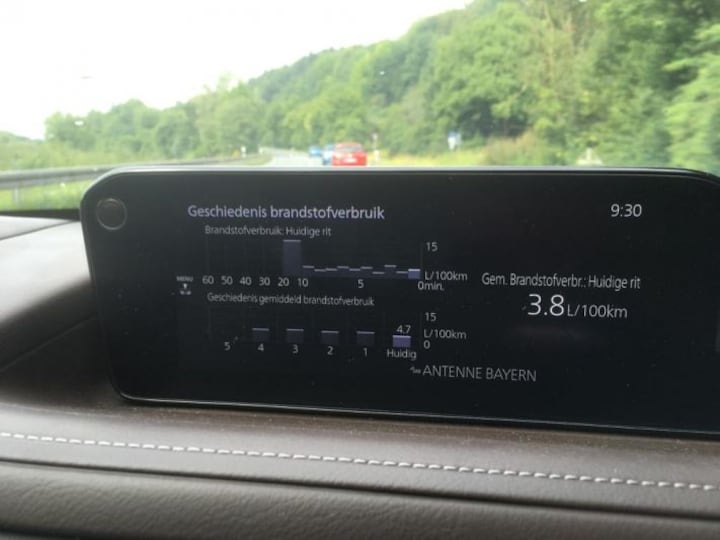 Geschiedenis brandstofverbruik
9:30
Brandstofverbruik: Huidige rit
15
L/100km
MENU
60 50 40 30 20 10 5 0min.
Gem. Brandstofverbr.: Huidige rit
3.8 L/100km
Geschiedenis gemiddeld brandstofverbruik
15
4.7
L/100km
0
5 4 3 2 1 Huidig
ANTENNE BAYERN